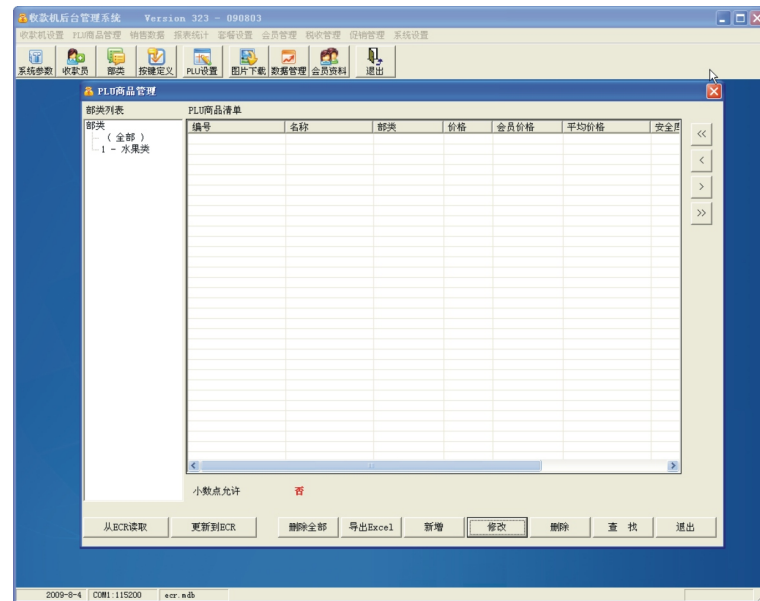 收款机后台管理系统 Version 323 - 090803
收款机设置 PLU商品管理 销售数据 报表统计 套餐设置 会员管理 税收管理 促销管理 系统设置
系统参数 收款员 部类 按键定义 PLU设置 图片下载 数据管理 会员资料 退出
PLU商品管理
部类列表 PLU商品清单
部类 编号 名称 部类 价格 会员价格 平均价格 安全库
( 全部 )
1 - 水果类
<<
<
>
>>
小数点允许 否
从ECR读取 更新到ECR 删除全部 导出Excel 新增 修改 删除 查 找 退出
2009-8-4 COM1:115200 ecr.mdb